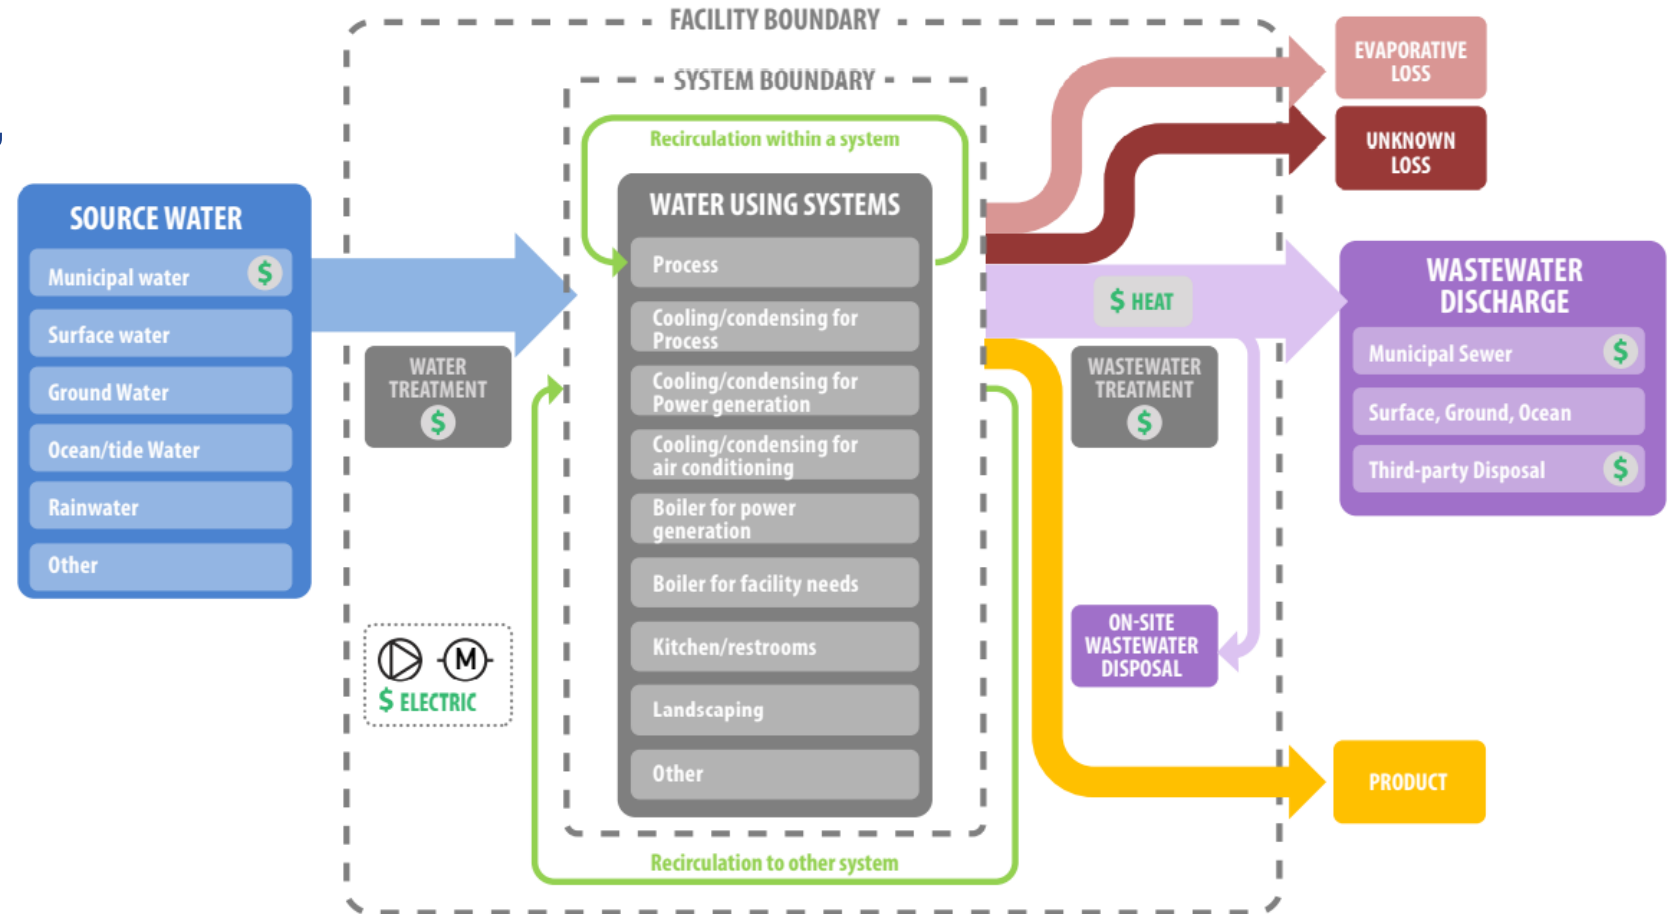 FACILITY BOUNDARY
SYSTEM BOUNDARY
Recirculation within a system
SOURCE WATER
Municipal water $
Surface water
Ground Water
Ocean/tide Water
Rainwater
Other
WATER
TREATMENT
$
M
$ ELECTRIC
WATER USING SYSTEMS
Process
Cooling/condensing for
Process
Cooling/condensing for
Power generation
Cooling/condensing for
air conditioning
Boiler for power
generation
Boiler for facility needs
Kitchen/restrooms
Landscaping
Other
Recirculation to other system
$ HEAT
WASTEWATER
TREATMENT
$
ON-SITE
WASTEWATER
DISPOSAL
EVAPORATIVE
LOSS
UNKNOWN
LOSS
WASTEWATER
DISCHARGE
Municipal Sewer $
Surface, Ground, Ocean
Third-party Disposal $
PRODUCT